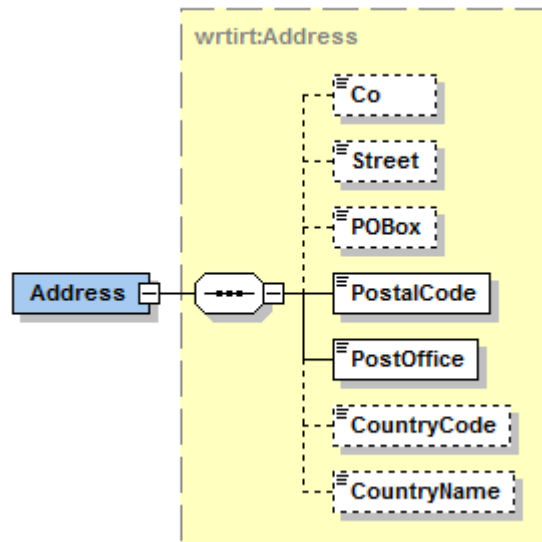 wrtirt:Address
Co
Street
POBox
Address
PostalCode
PostOffice
CountryCode
CountryName